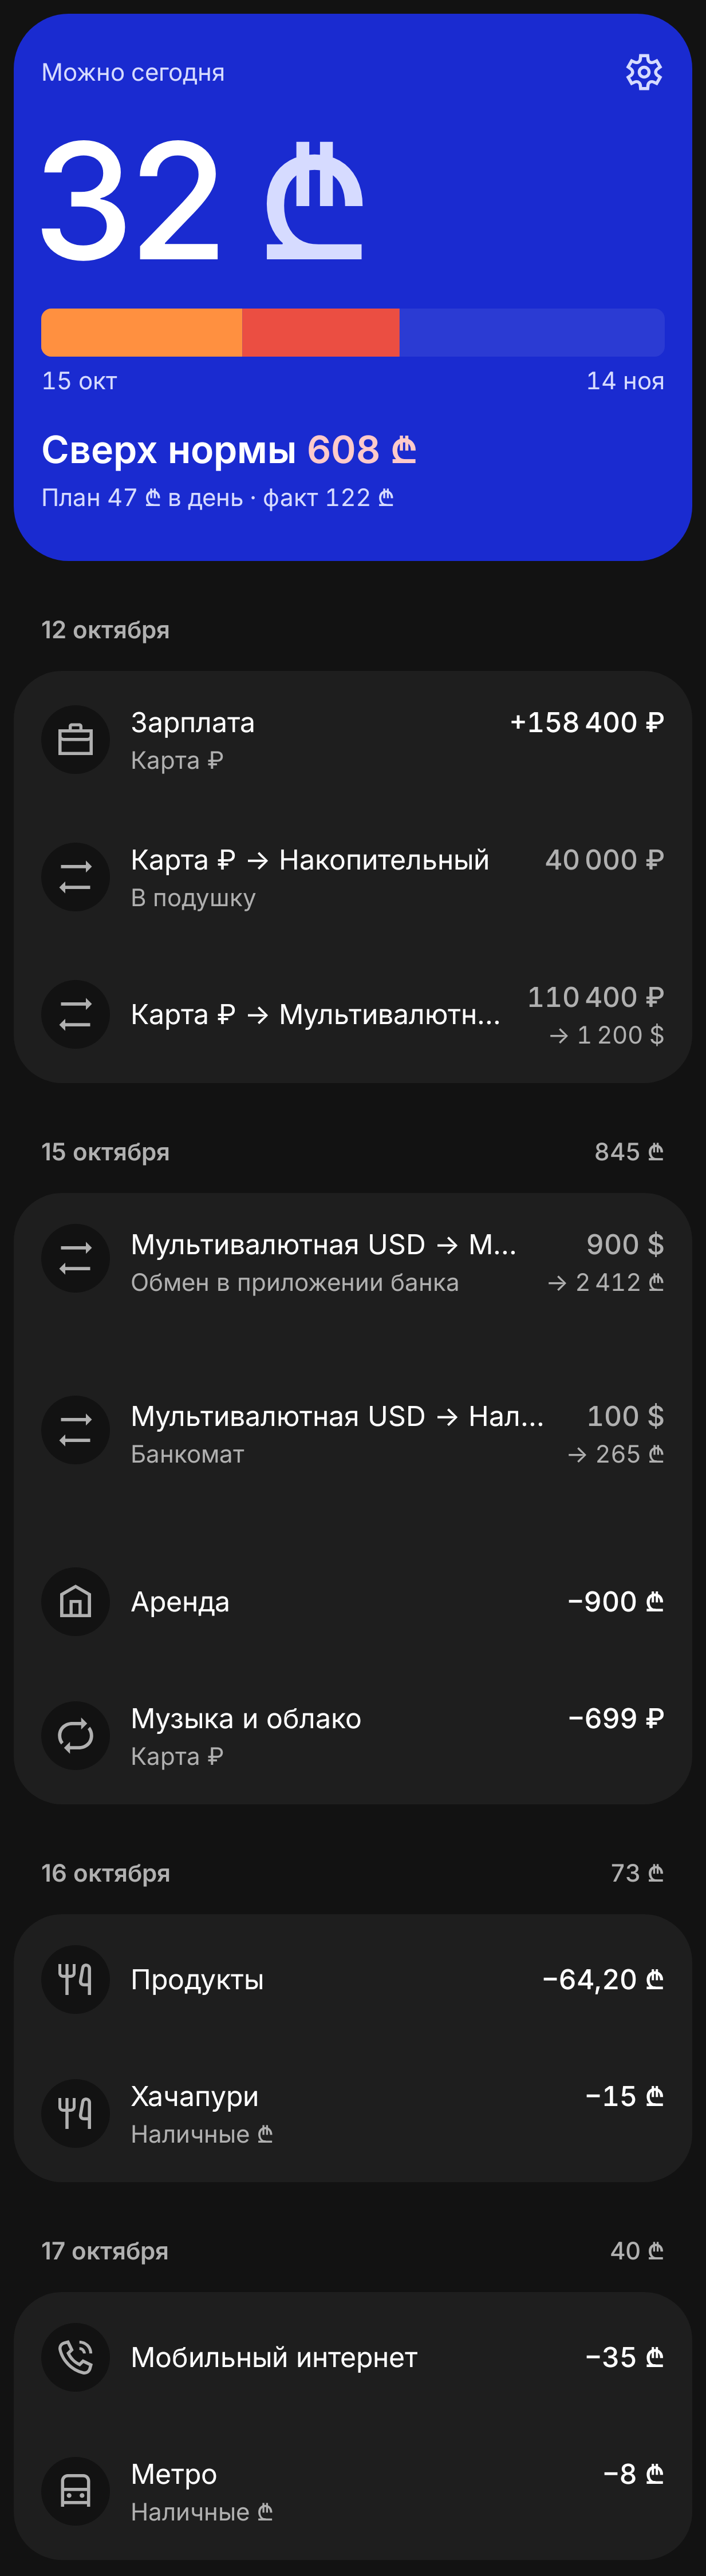 Можно сегодня
32 ₾
15 окт 14 ноя
Сверх нормы 608 ₾
План 47 ₾ в день · факт 122 ₾
12 октября
Зарплата +158 400 ₽
Карта ₽
Карта ₽ → Накопительный 40 000 ₽
В подушку
Карта ₽ → Мультивалютн... 110 400 ₽
→ 1 200 $
15 октября 845 ₾
Мультивалютная USD → М... 900 $
Обмен в приложении банка → 2 412 ₾
Мультивалютная USD → Нал... 100 $
Банкомат → 265 ₾
Аренда −900 ₾
Музыка и облако −699 ₽
Карта ₽
16 октября 73 ₾
Продукты −64,20 ₾
Хачапури −15 ₾
Наличные ₾
17 октября 40 ₾
Мобильный интернет −35 ₾
Метро −8 ₾
Наличные ₾